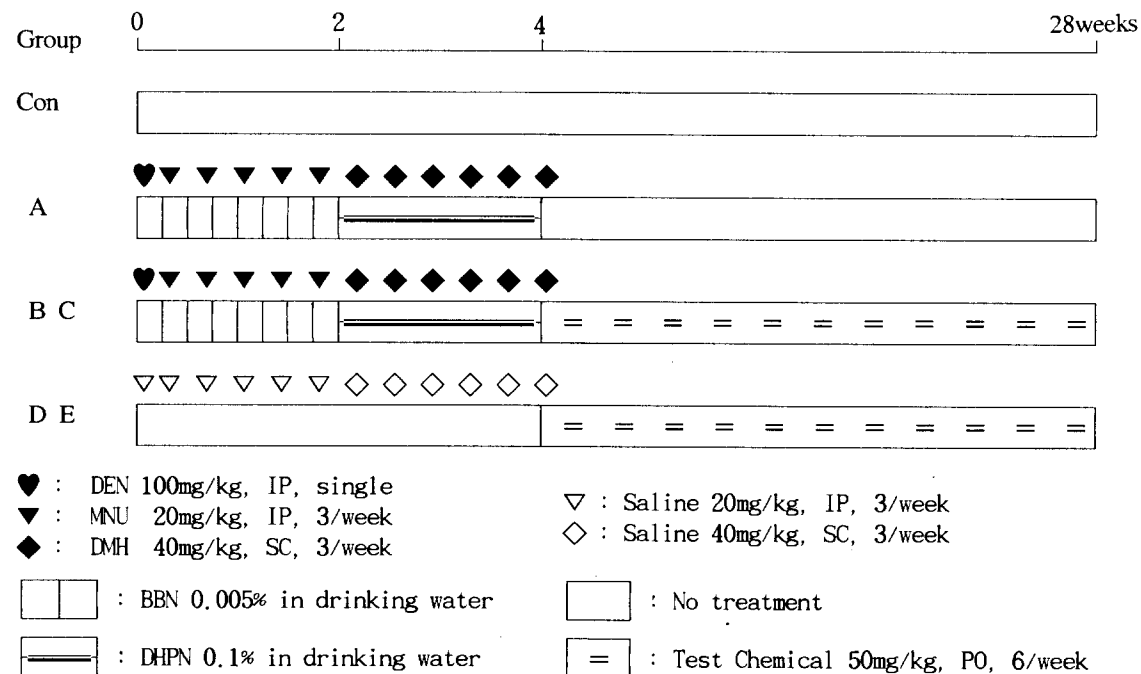 0 2 4 28weeks
Group
Con
A
B C
D E
♥ : DEN 100mg/kg, IP, single
▼ : MNU 20mg/kg, IP, 3/week
◆ : DMH 40mg/kg, SC, 3/week
▽ : Saline 20mg/kg, IP, 3/week
◇ : Saline 40mg/kg, SC, 3/week
: BBN 0.005% in drinking water
: No treatment
: DHPN 0.1% in drinking water
= : Test Chemical 50mg/kg, PO, 6/week